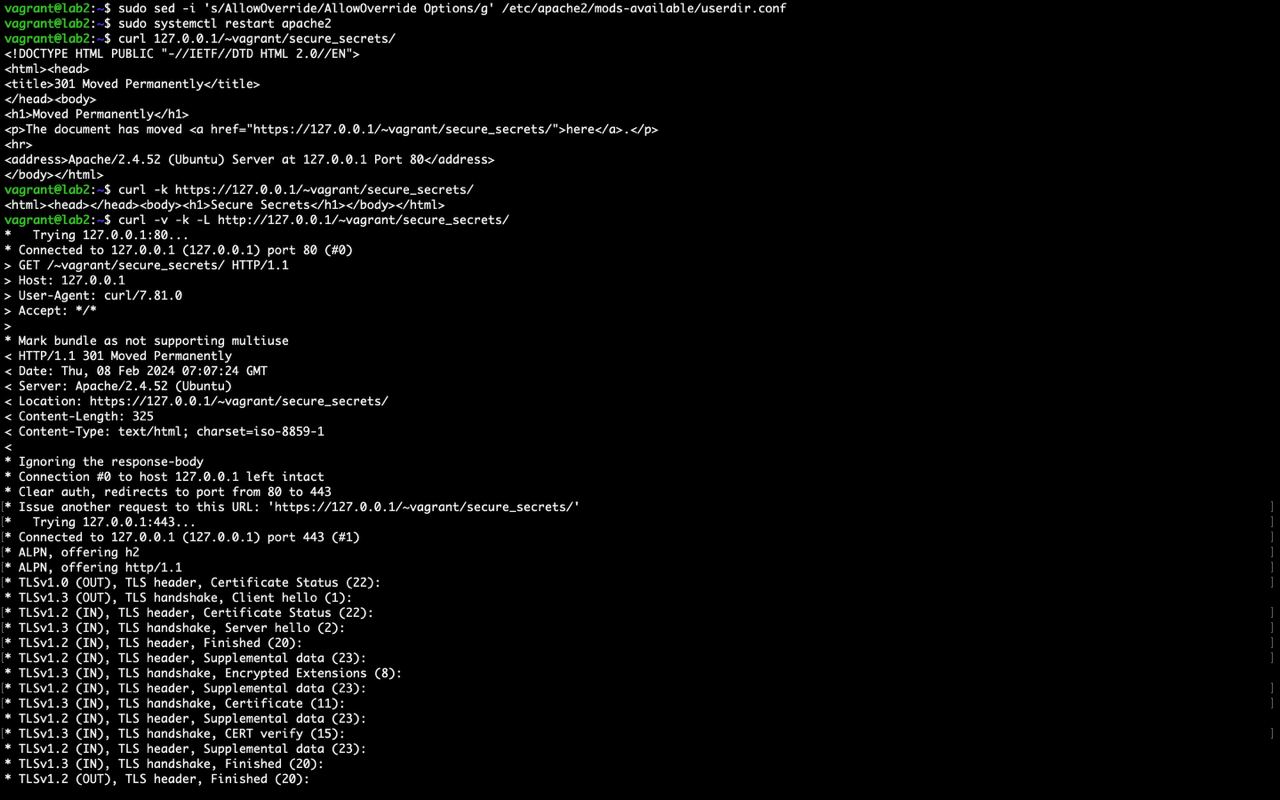 vagrant@lab2:~$ sudo sed -i 's/AllowOverride/AllowOverride Options/g' /etc/apache2/mods-available/userdir.conf
vagrant@lab2:~$ sudo systemctl restart apache2
vagrant@lab2:~$ curl 127.0.0.1/~vagrant/secure_secrets/
<!DOCTYPE HTML PUBLIC "-//IETF//DTD HTML 2.0//EN">
<html><head>
<title>301 Moved Permanently</title>
</head><body>
<h1>Moved Permanently</h1>
<p>The document has moved <a href="https://127.0.0.1/~vagrant/secure_secrets/">here</a>.</p>
<hr>
<address>Apache/2.4.52 (Ubuntu) Server at 127.0.0.1 Port 80</address>
</body></html>
vagrant@lab2:~$ curl -k https://127.0.0.1/~vagrant/secure_secrets/
<html><head></head><body><h1>Secure Secrets</h1></body></html>
vagrant@lab2:~$ curl -v -k -L http://127.0.0.1/~vagrant/secure_secrets/
*   Trying 127.0.0.1:80...
* Connected to 127.0.0.1 (127.0.0.1) port 80 (#0)
> GET /~vagrant/secure_secrets/ HTTP/1.1
> Host: 127.0.0.1
> User-Agent: curl/7.81.0
> Accept: */*
>
* Mark bundle as not supporting multiuse
< HTTP/1.1 301 Moved Permanently
< Date: Thu, 08 Feb 2024 07:07:24 GMT
< Server: Apache/2.4.52 (Ubuntu)
< Location: https://127.0.0.1/~vagrant/secure_secrets/
< Content-Length: 325
< Content-Type: text/html; charset=iso-8859-1
<
* Ignoring the response-body
* Connection #0 to host 127.0.0.1 left intact
* Clear auth, redirects to port from 80 to 443
* Issue another request to this URL: 'https://127.0.0.1/~vagrant/secure_secrets/'
*   Trying 127.0.0.1:443...
* Connected to 127.0.0.1 (127.0.0.1) port 443 (#1)
* ALPN, offering h2
* ALPN, offering http/1.1
* TLSv1.0 (OUT), TLS header, Certificate Status (22):
* TLSv1.3 (OUT), TLS handshake, Client hello (1):
* TLSv1.2 (IN), TLS header, Certificate Status (22):
* TLSv1.3 (IN), TLS handshake, Server hello (2):
* TLSv1.2 (IN), TLS header, Finished (20):
* TLSv1.2 (IN), TLS header, Supplemental data (23):
* TLSv1.3 (IN), TLS handshake, Encrypted Extensions (8):
* TLSv1.2 (IN), TLS header, Supplemental data (23):
* TLSv1.3 (IN), TLS handshake, Certificate (11):
* TLSv1.2 (IN), TLS header, Supplemental data (23):
* TLSv1.3 (IN), TLS handshake, CERT verify (15):
* TLSv1.2 (IN), TLS header, Supplemental data (23):
* TLSv1.3 (IN), TLS handshake, Finished (20):
* TLSv1.2 (OUT), TLS header, Finished (20):